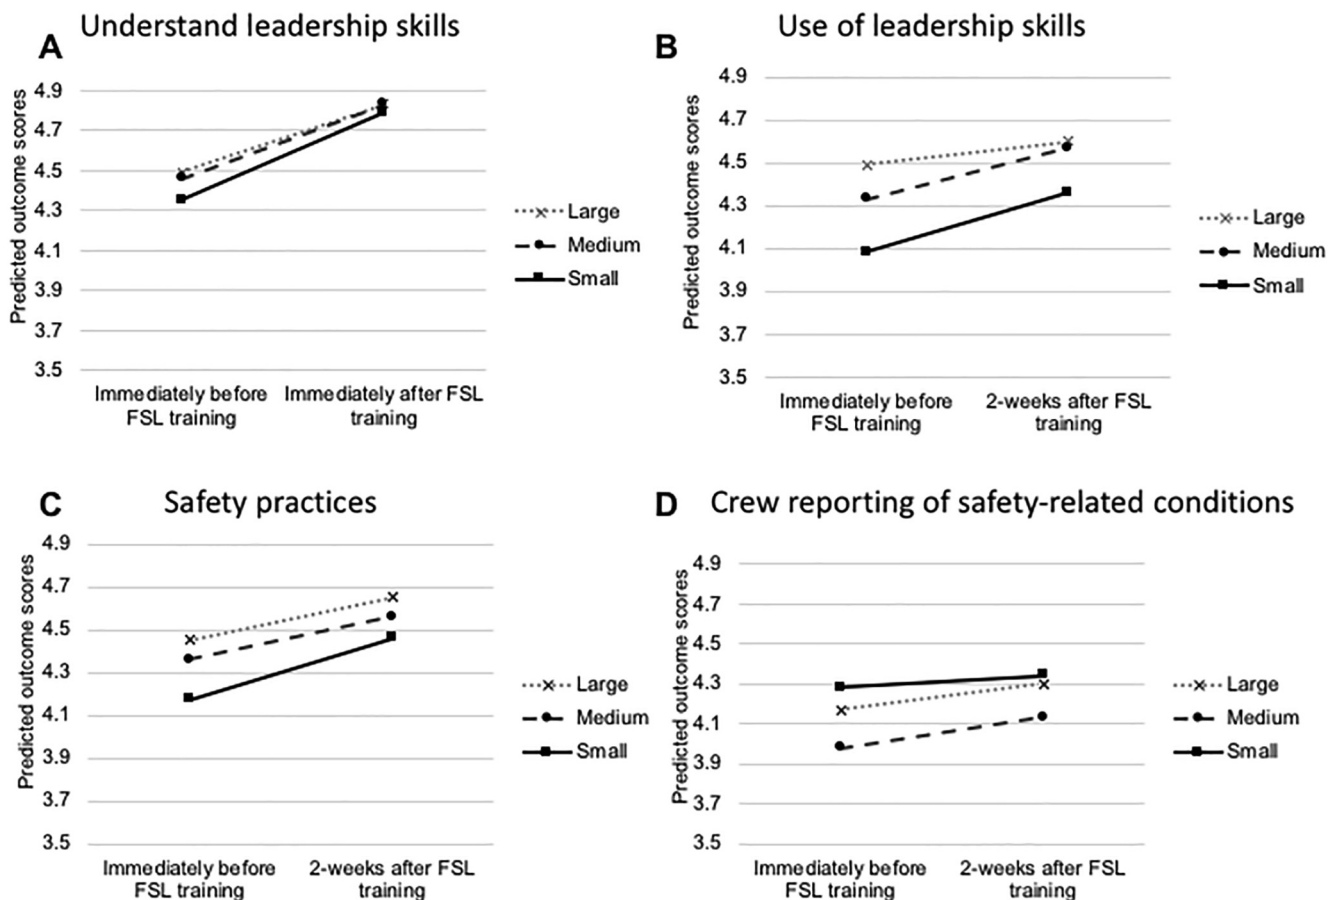 A
Understand leadership skills
Predicted outcome scores
4.9
4.7
4.5
4.3
4.1
3.9
3.7
3.5
Immediately before
FSL training
Immediately after FSL
training
Large
Medium
Small
B
Use of leadership skills
Predicted outcome scores
4.9
4.7
4.5
4.3
4.1
3.9
3.7
3.5
Immediately before
FSL training
2-weeks after FSL
training
Large
Medium
Small
C
Safety practices
Predicted outcome scores
4.9
4.7
4.5
4.3
4.1
3.9
3.7
3.5
Immediately before
FSL training
2-weeks after FSL
training
Large
Medium
Small
D
Crew reporting of safety-related conditions
Predicted outcome scores
4.9
4.7
4.5
4.3
4.1
3.9
3.7
3.5
Immediately before
FSL training
2-weeks after FSL
training
Large
Medium
Small